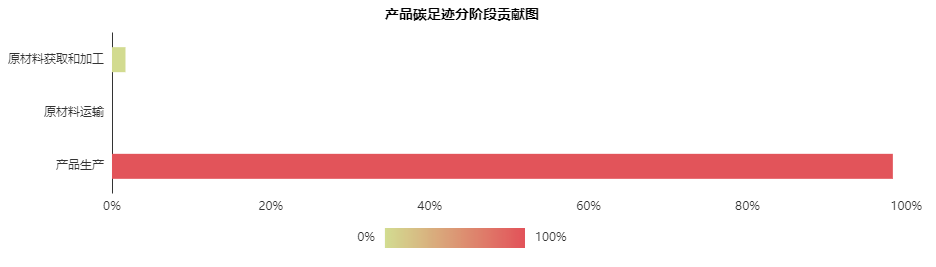 产品碳足迹分阶段贡献图
原材料获取和加工
原材料运输
产品生产
0% 20% 40% 60% 80% 100%
0% 100%